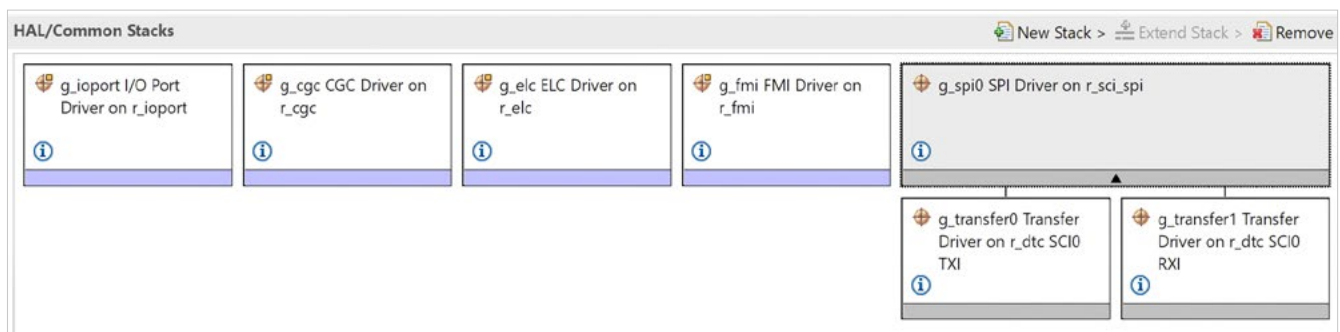 HAL/Common Stacks
New Stack > Extend Stack > Remove
g_ioport I/O Port
Driver on r_ioport
g_cgc CGC Driver on
r_cgc
g_elc ELC Driver on
r_elc
g_fmi FMI Driver on
r_fmi
g_spi0 SPI Driver on r_sci_spi
g_transfer0 Transfer
Driver on r_dtc SCI0
TXI
g_transfer1 Transfer
Driver on r_dtc SCI0
RXI